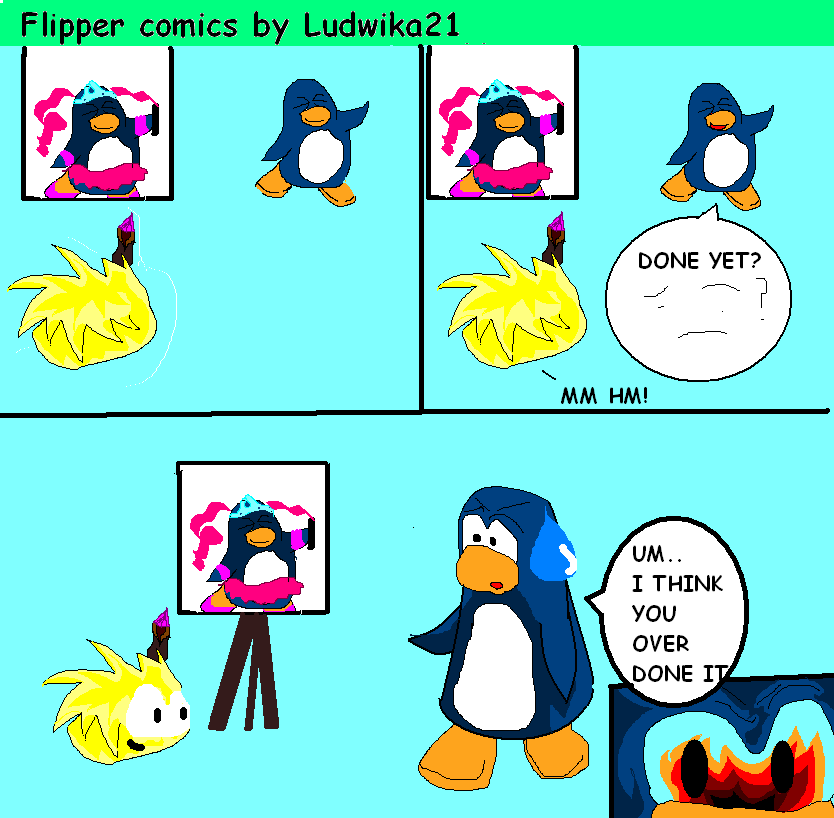 Flipper comics by Ludwika21
DONE YET?
MM HM!
UM..
I THINK
YOU
OVER
DONE IT